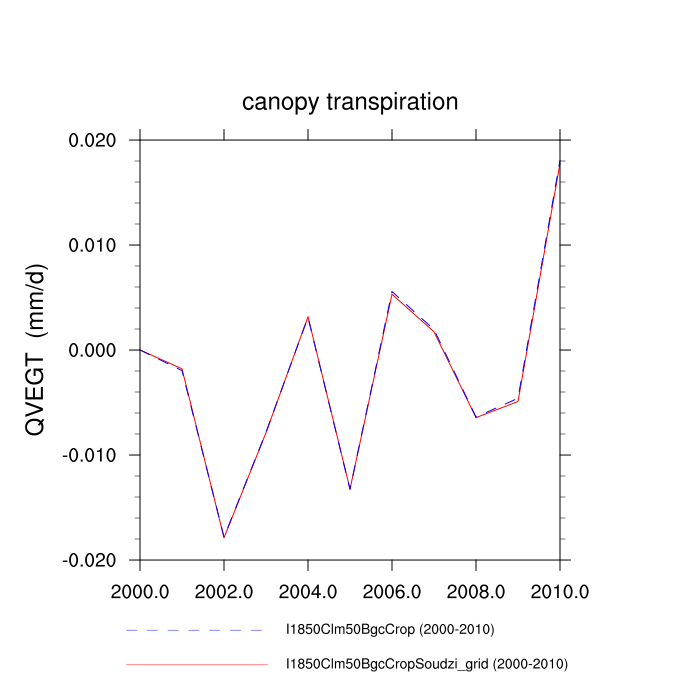 canopy transpiration
QVEGT (mm/d)
0.020
0.010
0.000
-0.010
-0.020
2000.0 2002.0 2004.0 2006.0 2008.0 2010.0
I1850Clm50BgcCrop (2000-2010)
I1850Clm50BgcCropSoudzi_grid (2000-2010)